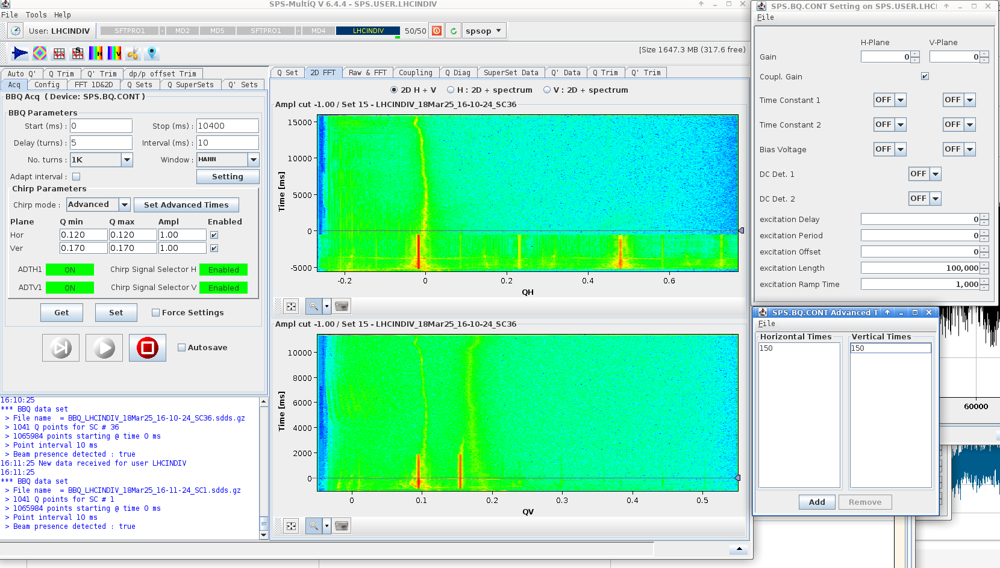 SPS-MultiQ V 6.4.4 - SPS.USER.LHCINDIV
File Tools Help
User: LHCINDIV
SFTPRO1 - MD2 MD5 SFTPRO1 - MD4 LHCINDIV 50/50 spsop
S H V
[Size 1647.3 MB (317.6 free)
Auto Q' Q Trim Q' Trim dp/p offset Trim
Acq Config FFT 1D&2D Q Sets Q SuperSets Q' Sets
BBQ Acq ( Device: SPS.BQ.CONT )
BBQ Parameters
Start (ms) : 0 Stop (ms) : 10400
Delay (turns) : 5 Interval (ms) : 10
No. turns : 1K Window : HANN
Adapt interval : Setting
Chirp Parameters
Chirp mode : Advanced Set Advanced Times
Plane Q min Q max Ampl Enabled
Hor 0.120 0.120 1.00
Ver 0.170 0.170 1.00
ADTH1 ON Chirp Signal Selector H Enabled
ADTV1 ON Chirp Signal Selector V Enabled
Get Set Force Settings
Autosave
16:10:25
*** BBQ data set
> File name = BBQ_LHCINDIV_18Mar25_16-10-24_SC36.sdds.gz
> 1041 Q points for SC # 36
> 1065984 points starting @ time 0 ms
> Point interval 10 ms
> Beam presence detected : true
16:11:25 New data received for user LHCINDIV
16:11:25
*** BBQ data set
> File name = BBQ_LHCINDIV_18Mar25_16-11-24_SC1.sdds.gz
> 1041 Q points for SC # 1
> 1065984 points starting @ time 0 ms
> Point interval 10 ms
> Beam presence detected : true
Q Set 2D FFT Raw & FFT Coupling Q Diag SuperSet Data Q' Data Q Trim Q' Trim
2D H + V H : 2D + spectrum V : 2D + spectrum
Ampl cut -1.00 / Set 15 - LHCINDIV_18Mar25_16-10-24_SC36
Time [ms]
15000
10000
5000
0
-5000
-0.2 0 0.2 0.4 0.6
QH
Ampl cut -1.00 / Set 15 - LHCINDIV_18Mar25_16-10-24_SC36
Time [ms]
10000
8000
6000
4000
2000
0
0 0.1 0.2 0.3 0.4 0.5
QV
SPS.BQ.CONT Setting on SPS.USER.LHCI
File
H-Plane V-Plane
Gain 0 0
Coupl. Gain
Time Constant 1 OFF OFF
Time Constant 2 OFF OFF
Bias Voltage OFF OFF
DC Det. 1 OFF
DC Det. 2 OFF
excitation Delay 0
excitation Period 0
excitation Offset 0
excitation Length 100,000
excitation Ramp Time 1,000
SPS.BQ.CONT Advanced T
File
Horizontal Times Vertical Times
150 150
Add Remove
60000